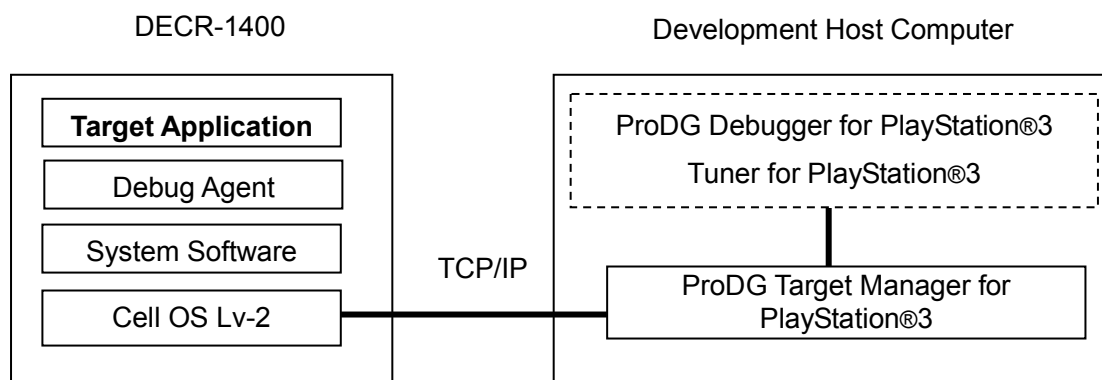 DECR-1400
Development Host Computer
Target Application
Debug Agent
System Software
Cell OS Lv-2
TCP/IP
ProDG Debugger for PlayStation®3
Tuner for PlayStation®3
ProDG Target Manager for
PlayStation®3